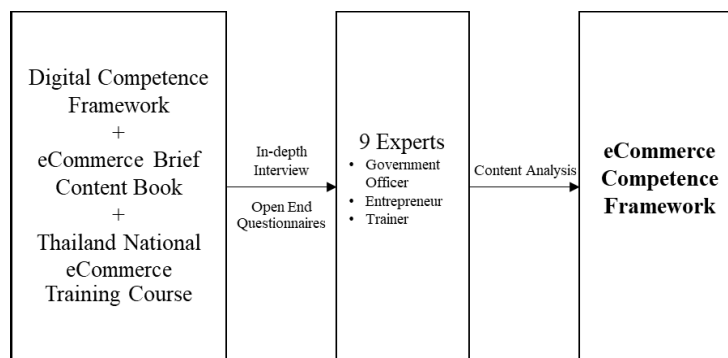 Digital Competence
Framework
+
eCommerce Brief
Content Book
+
Thailand National
eCommerce
Training Course
In-depth
Interview
Open End
Questionnaires
9 Experts
• Government
Officer
• Entrepreneur
• Trainer
Content Analysis
eCommerce
Competence
Framework